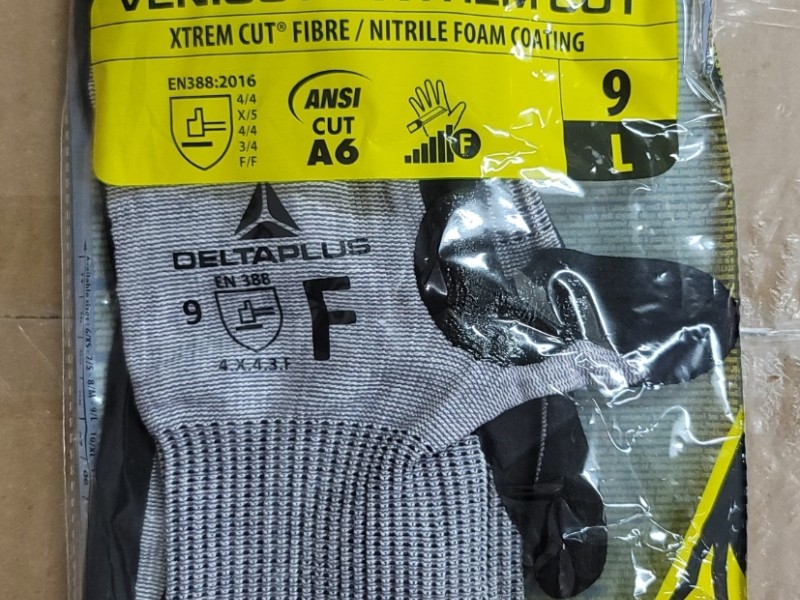 XTREM CUT® FIBRE / NITRILE FOAM COATING
EN388:2016
4/4
X/5
4/4
3/4
F/F
ANSI
CUT
A6
F
9
L
DELTAPLUS
EN 388
9
F
4.X.4.3.F